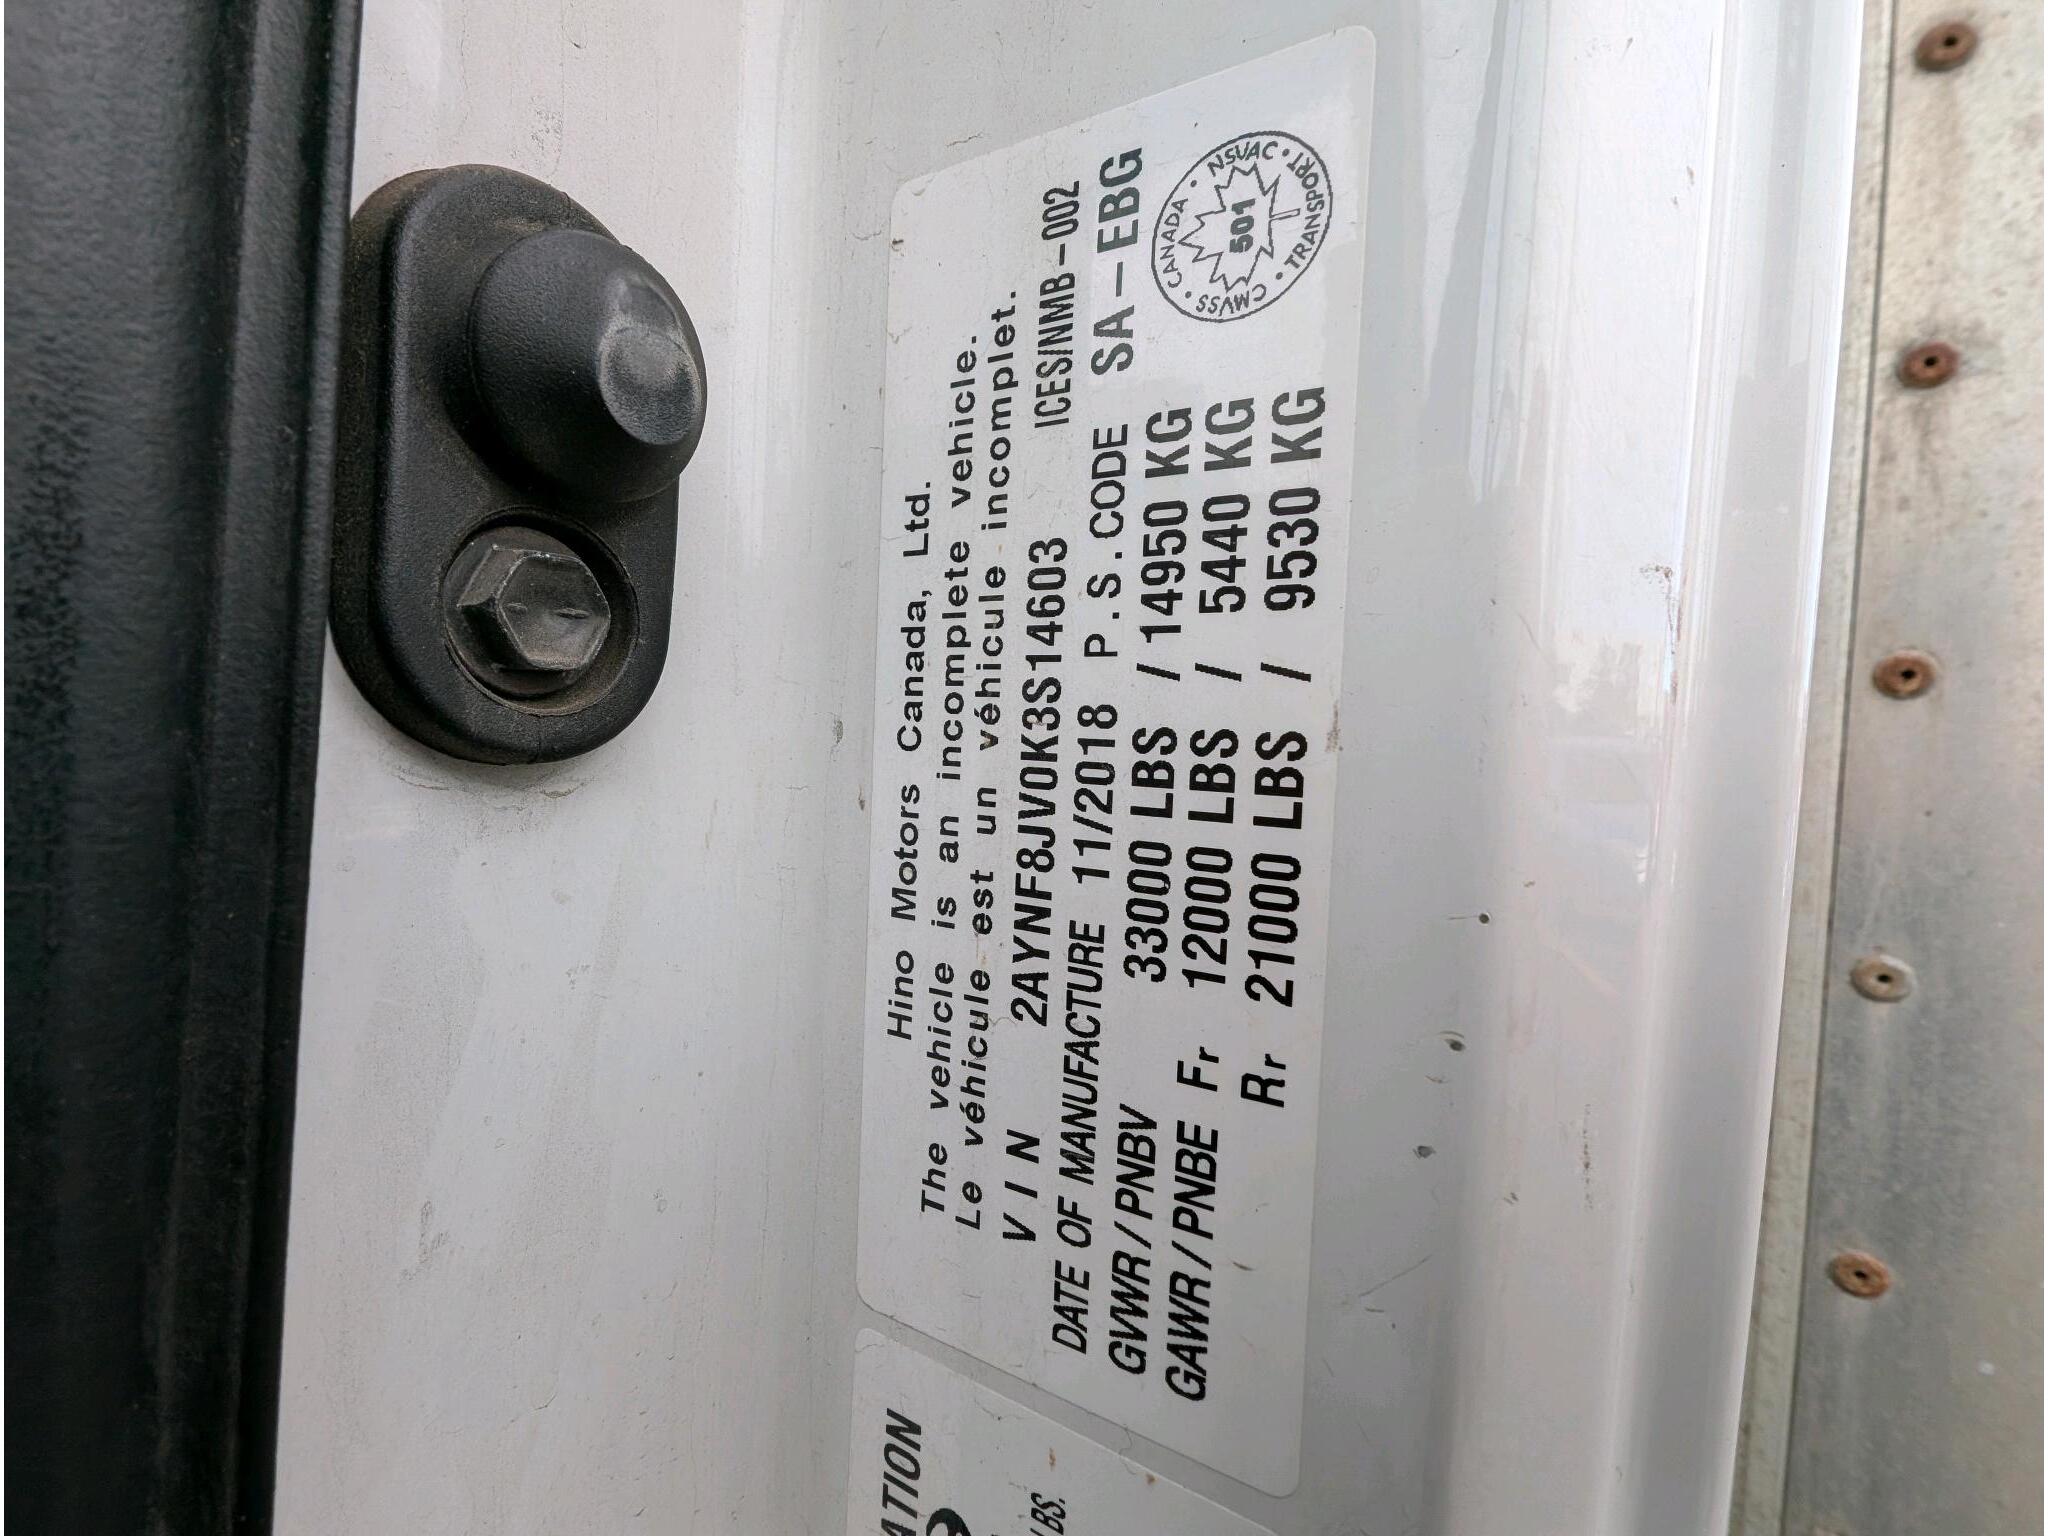 Hino Motors Canada, Ltd.
The vehicle is an incomplete vehicle.
Le véhicule est un véhicule incomplet.
VIN 2AYNF8JV0K3S14603 ICES/NMB-002
DATE OF MANUFACTURE 11/2018 P.S.CODE SA-EBG
GVWR/PNBV 33000 LBS / 14950 KG
GAWR/PNBE Fr 12000 LBS / 5440 KG
Rr 21000 LBS / 9530 KG
CMVSS • CANADA • NSVAC • TRANSPORT •
501
ATION
LBS.